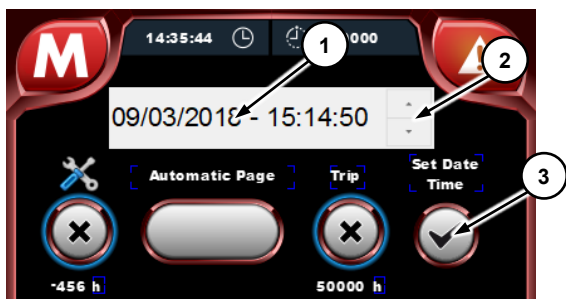 M
14:35:44
0000
1
2
09/03/2018 - 15:14:50
Automatic Page
Trip
Set Date
Time
3
-456 h
50000 h